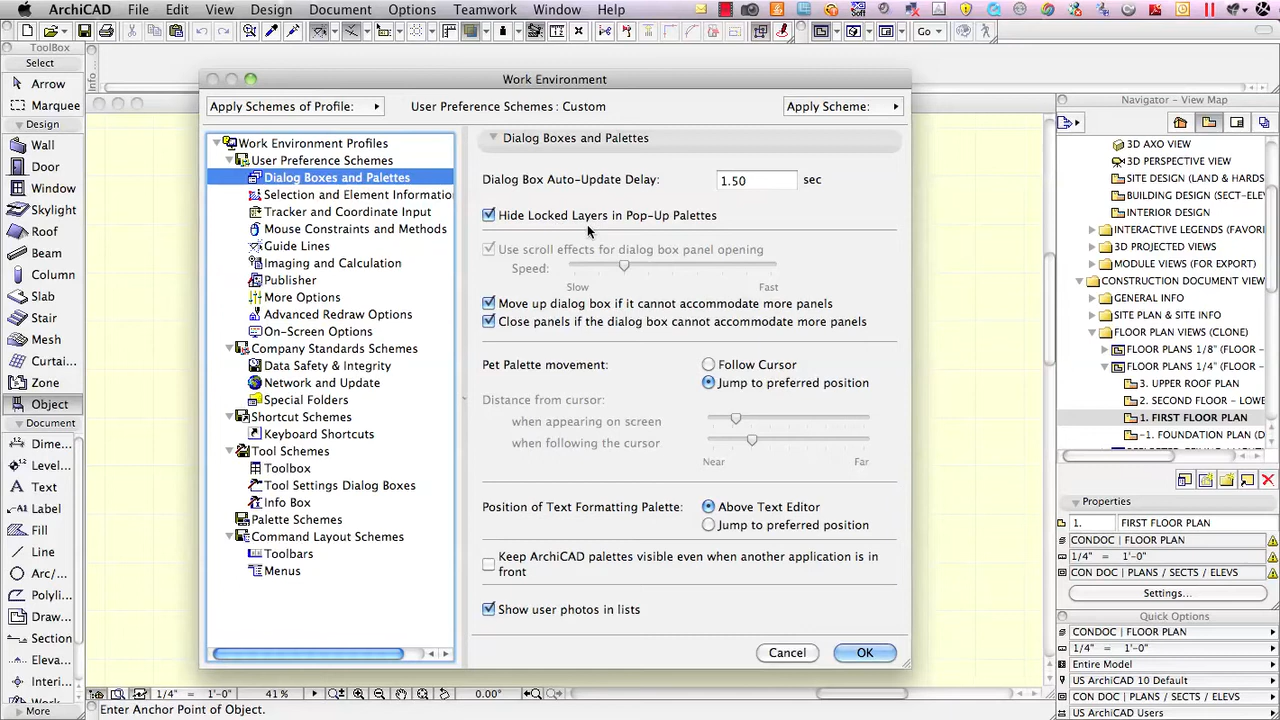 ArchiCAD File Edit View Design Document Options Teamwork Window Help
Go
ToolBox
Select
Arrow
Marquee
Design
Wall
Door
Window
Skylight
Roof
Beam
Column
Slab
Stair
Mesh
Curtai...
Zone
Object
Document
Dime...
Level...
Text
Label
Fill
Line
Arc/...
Polyli...
Draw...
Section
Eleva...
Interi...
More
Info
Work Environment
Apply Schemes of Profile:
User Preference Schemes : Custom
Apply Scheme:
Work Environment Profiles
User Preference Schemes
Dialog Boxes and Palettes
Selection and Element Informatio
Tracker and Coordinate Input
Mouse Constraints and Methods
Guide Lines
Imaging and Calculation
Publisher
More Options
Advanced Redraw Options
On-Screen Options
Company Standards Schemes
Data Safety & Integrity
Network and Update
Special Folders
Shortcut Schemes
Keyboard Shortcuts
Tool Schemes
Toolbox
Tool Settings Dialog Boxes
Info Box
Palette Schemes
Command Layout Schemes
Toolbars
Menus
Dialog Boxes and Palettes
Dialog Box Auto-Update Delay: 1.50 sec
Hide Locked Layers in Pop-Up Palettes
Use scroll effects for dialog box panel opening
Speed:
Slow Fast
Move up dialog box if it cannot accommodate more panels
Close panels if the dialog box cannot accommodate more panels
Pet Palette movement: Follow Cursor
Jump to preferred position
Distance from cursor:
when appearing on screen
when following the cursor
Near Far
Position of Text Formatting Palette: Above Text Editor
Jump to preferred position
Keep ArchiCAD palettes visible even when another application is in
front
Show user photos in lists
Cancel OK
Navigator - View Map
3D AXO VIEW
3D PERSPECTIVE VIEW
SITE DESIGN (LAND & HARDS
BUILDING DESIGN (SECT-ELE
INTERIOR DESIGN
INTERACTIVE LEGENDS (FAVORI
3D PROJECTED VIEWS
MODULE VIEWS (FOR EXPORT)
CONSTRUCTION DOCUMENT VIEW
GENERAL INFO
SITE PLAN & SITE INFO
FLOOR PLAN VIEWS (CLONE)
FLOOR PLANS 1/8" (FLOOR -
FLOOR PLANS 1/4" (FLOOR -
3. UPPER ROOF PLAN
2. SECOND FLOOR - LOWE
1. FIRST FLOOR PLAN
-1. FOUNDATION PLAN (D
Properties
1. FIRST FLOOR PLAN
CONDOC | FLOOR PLAN
1/4" = 1'-0"
CON DOC | PLANS / SECTS / ELEVS
Settings...
Quick Options
CONDOC | FLOOR PLAN
1/4" = 1'-0"
Entire Model
US ArchiCAD 10 Default
CON DOC | PLANS / SECTS / ELEVS
US ArchiCAD Users
1/4" = 1'-0" 41 % 0.00°
Enter Anchor Point of Object.